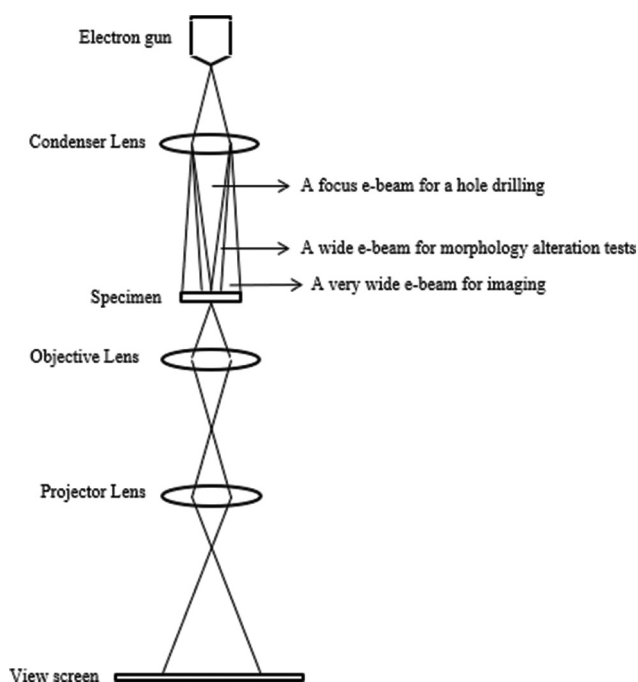 Electron gun
Condenser Lens
A focus e-beam for a hole drilling
A wide e-beam for morphology alteration tests
A very wide e-beam for imaging
Specimen
Objective Lens
Projector Lens
View screen